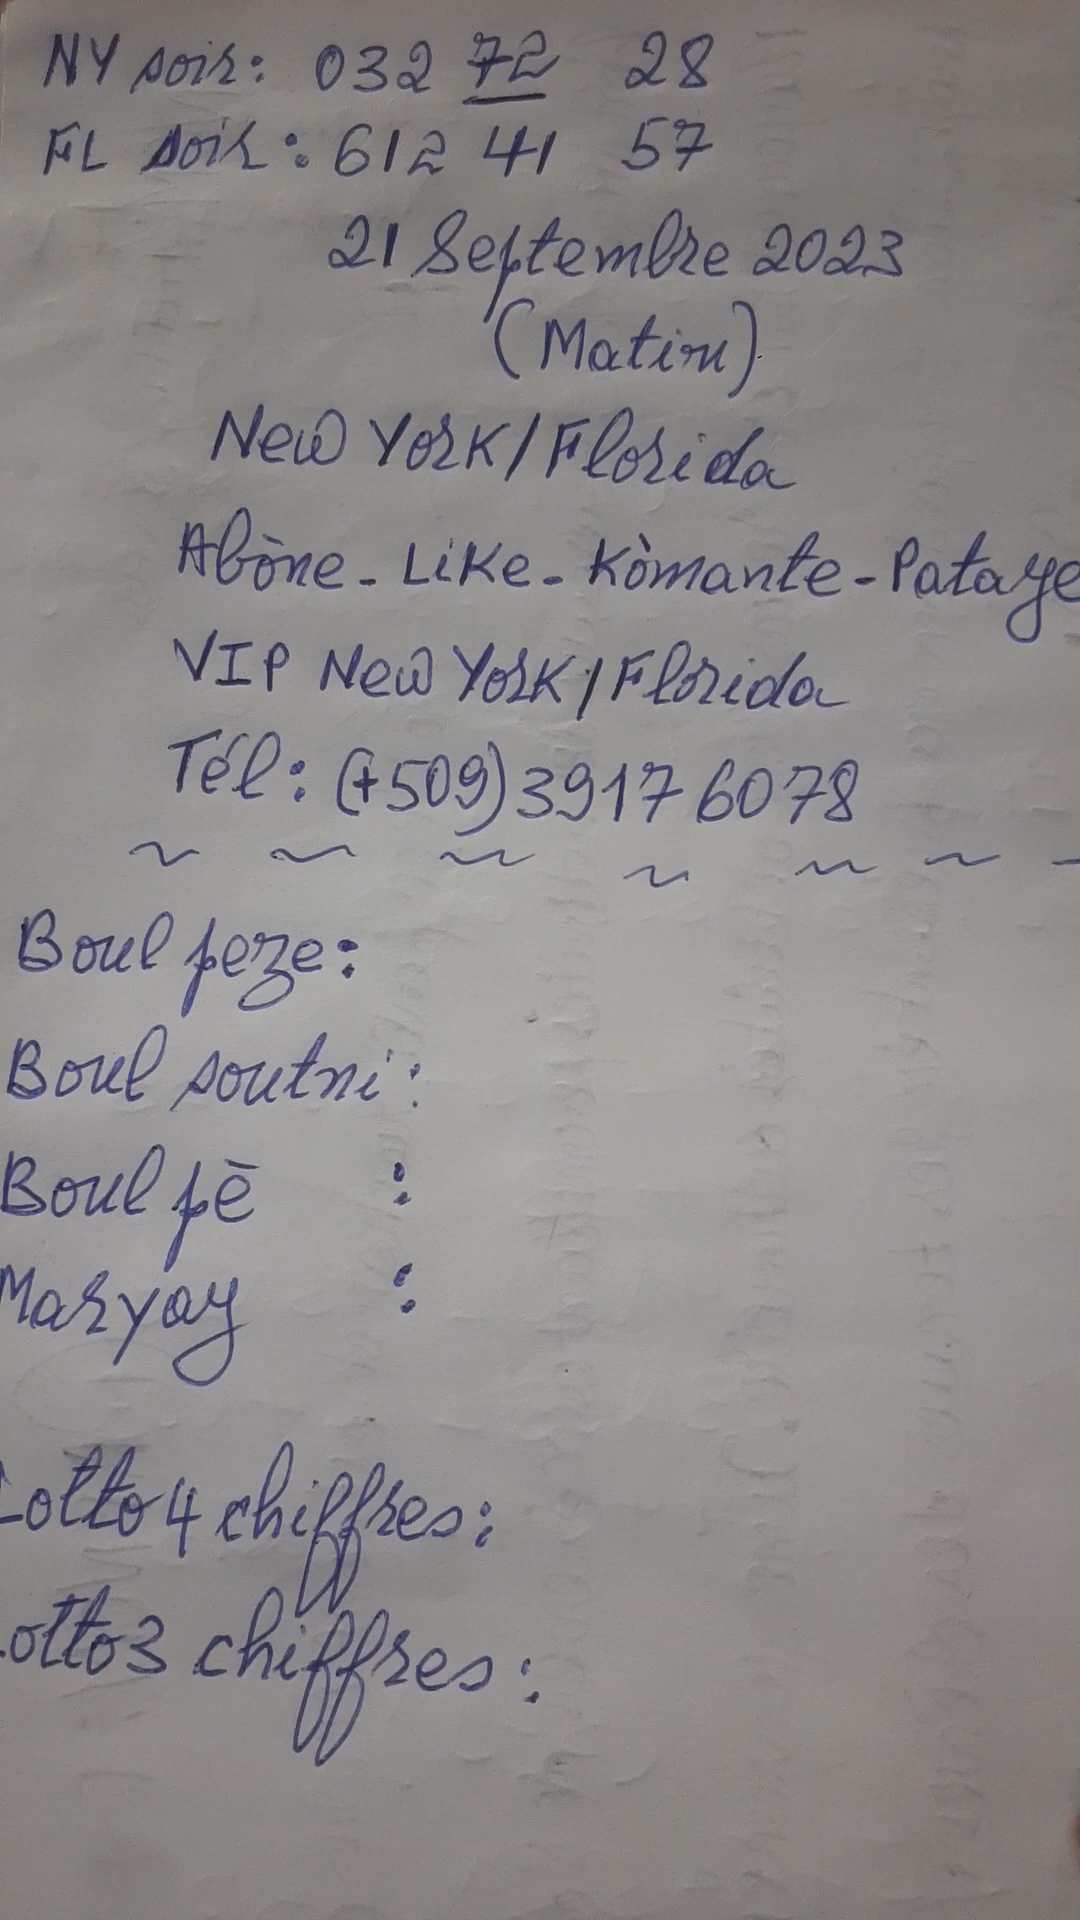 NY soir: 032 72 28
FL soir: 612 41 57
21 Septembre 2023
(Matin)
New York/Florida
Abòne - Like - Kòmante - Pataje
VIP New York/Florida
Tél: (+509) 3917 6078
~ ~ ~ ~ ~ ~ -
Boul peze:
Boul soutni:
Boul pē :
Maryay :
Lotto 4 chiffres:
Lotto 3 chiffres: